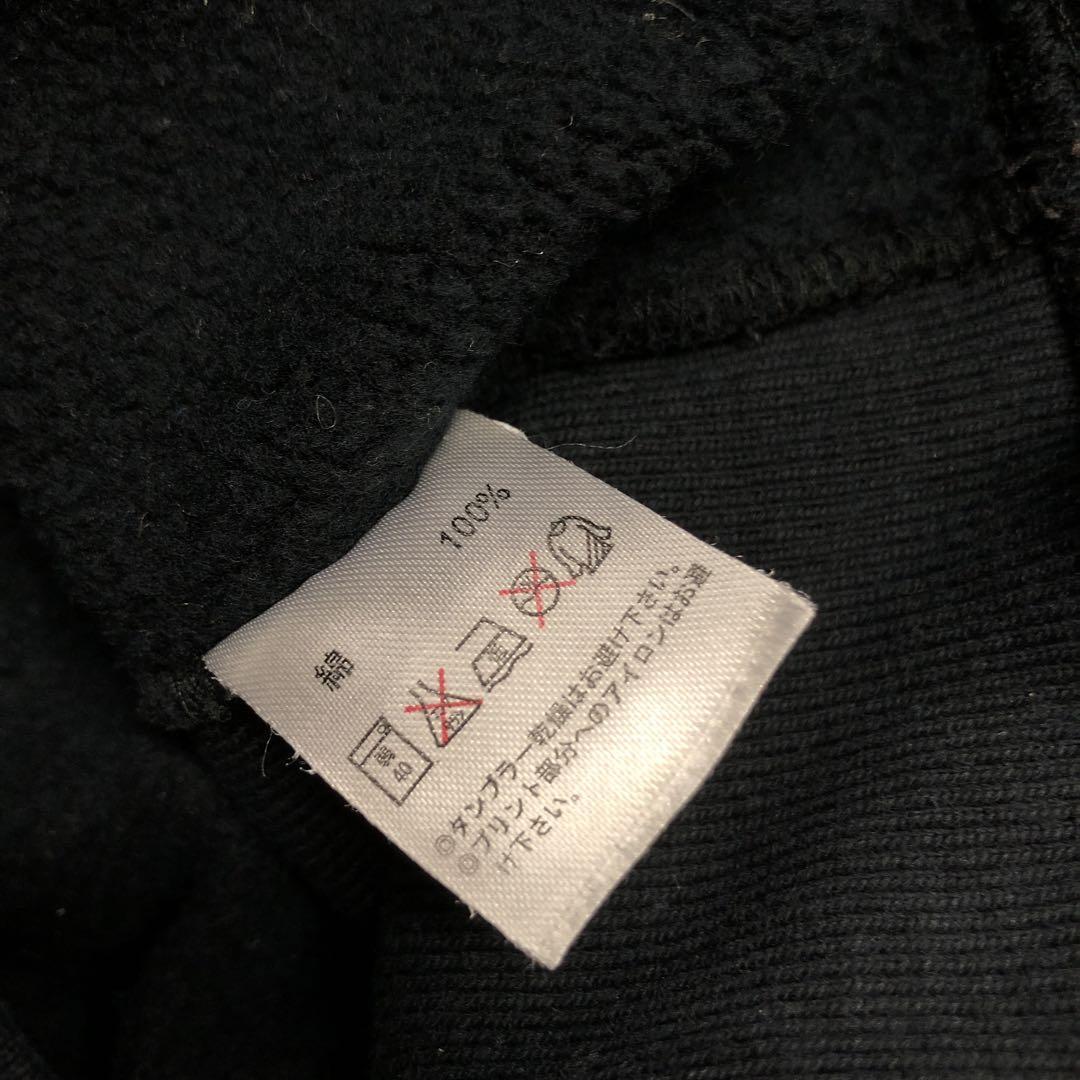 綿 100%
弱 40
◎タンブラー乾燥はお避け下さい。
◎プリント部分へのアイロンはお避
け下さい。